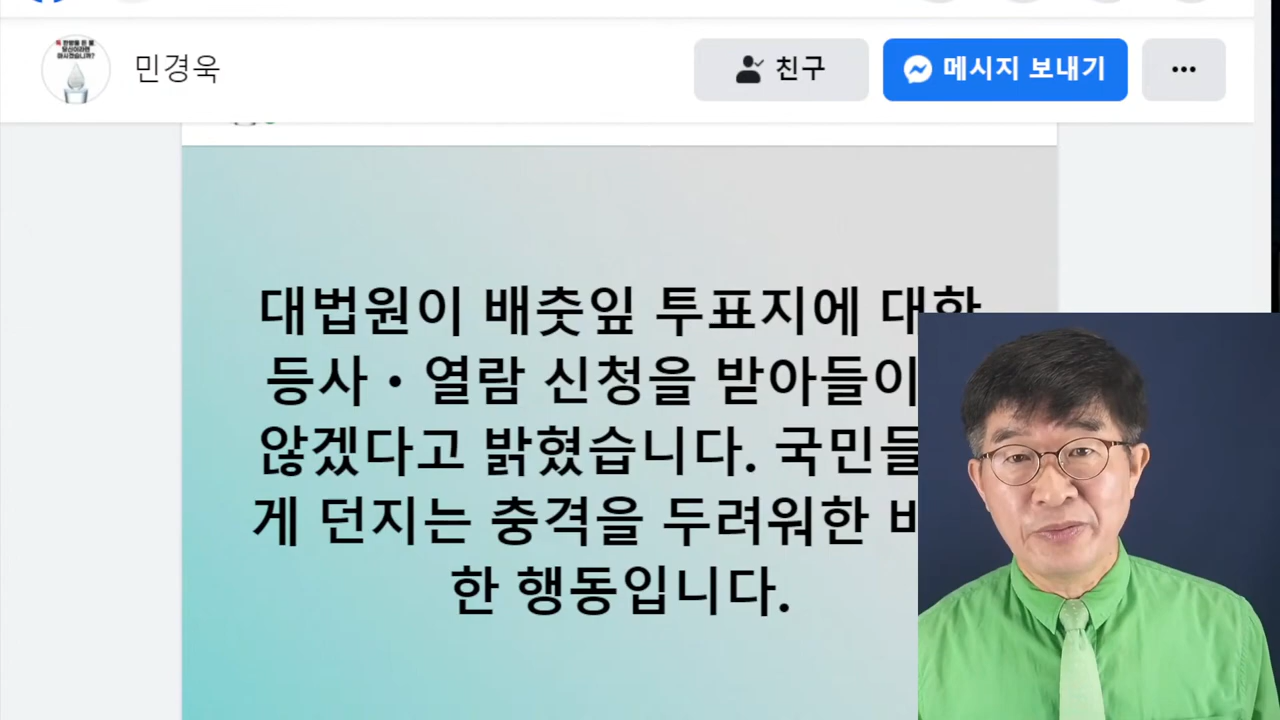 민경욱
친구
메시지 보내기
대법원이 배춧잎 투표지에
등사・열람 신청을 받아들이
않겠다고 밝혔습니다. 국민들
게 던지는 충격을 두려워한
한 행동입니다.